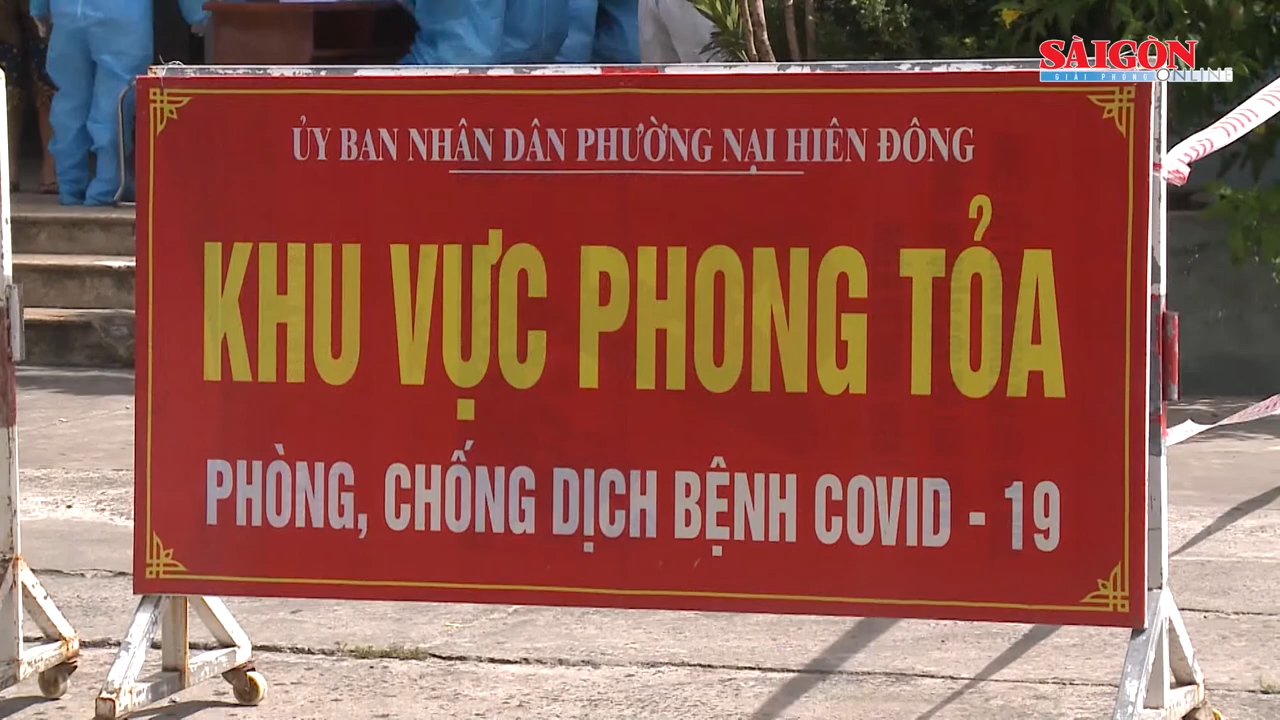 SÀIGÒN
GIẢI PHÓNG ONLINE
ỦY BAN NHÂN DÂN PHƯỜNG NẠI HIÊN ĐÔNG
KHU VỰC PHONG TỎA
PHÒNG, CHỐNG DỊCH BỆNH COVID - 19